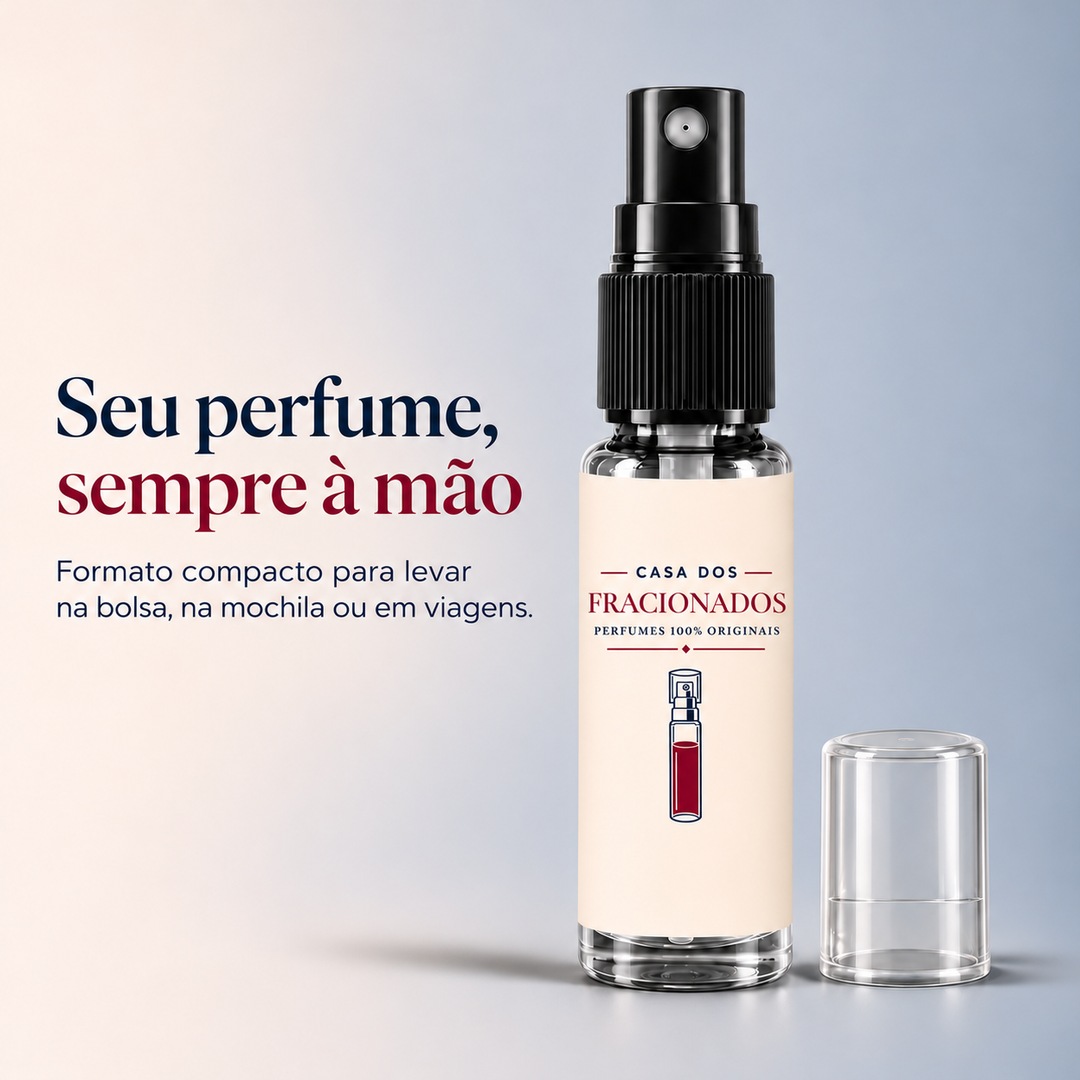 Seu perfume,
sempre à mão
Formato compacto para levar
na bolsa, na mochila ou em viagens.
CASA DOS
FRACIONADOS
PERFUMES 100% ORIGINAIS